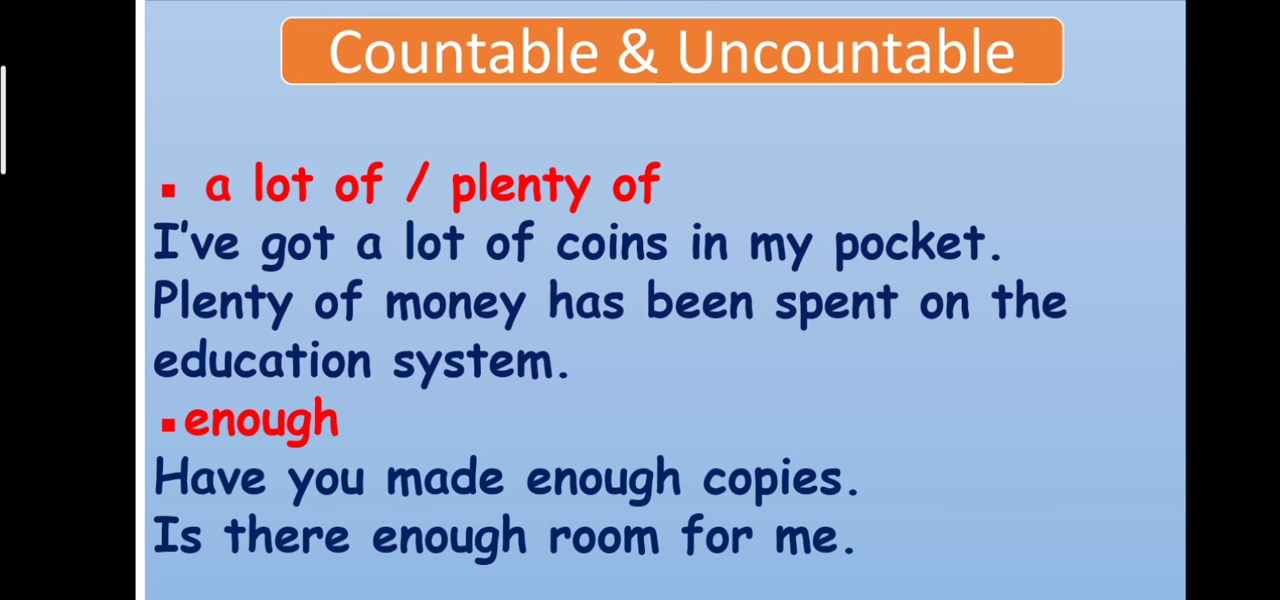 Countable & Uncountable
▪ a lot of / plenty of
I've got a lot of coins in my pocket.
Plenty of money has been spent on the
education system.
▪enough
Have you made enough copies.
Is there enough room for me.